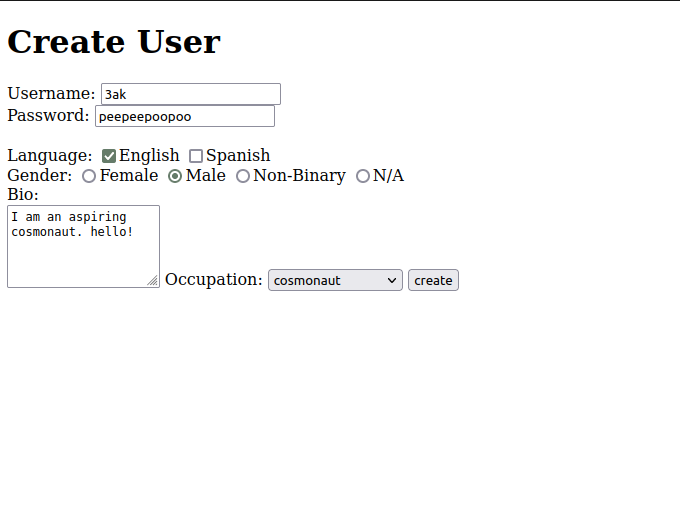 Create User
Username: 3ak
Password: peepeepoopoo
Language: English Spanish
Gender: Female Male Non-Binary N/A
Bio:
I am an aspiring
cosmonaut. hello!
Occupation: cosmonaut create